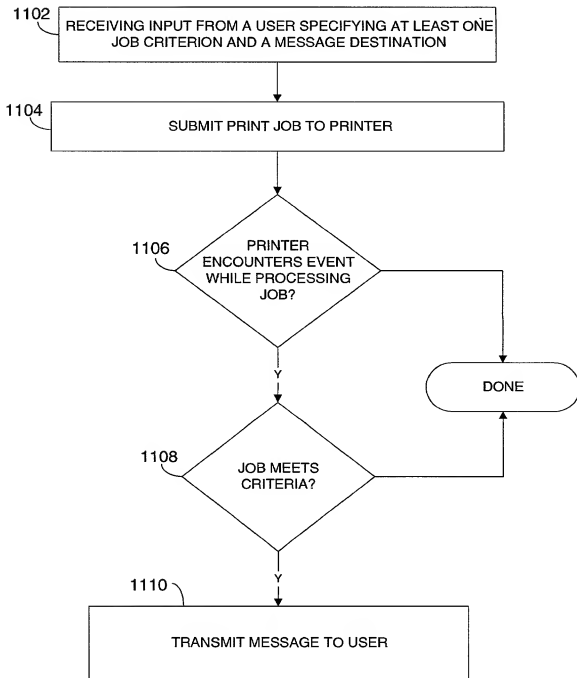 1102
RECEIVING INPUT FROM A USER SPECIFYING AT LEAST ONE
JOB CRITERION AND A MESSAGE DESTINATION
1104
SUBMIT PRINT JOB TO PRINTER
1106
PRINTER
ENCOUNTERS EVENT
WHILE PROCESSING
JOB?
Y
DONE
1108
JOB MEETS
CRITERIA?
Y
1110
TRANSMIT MESSAGE TO USER